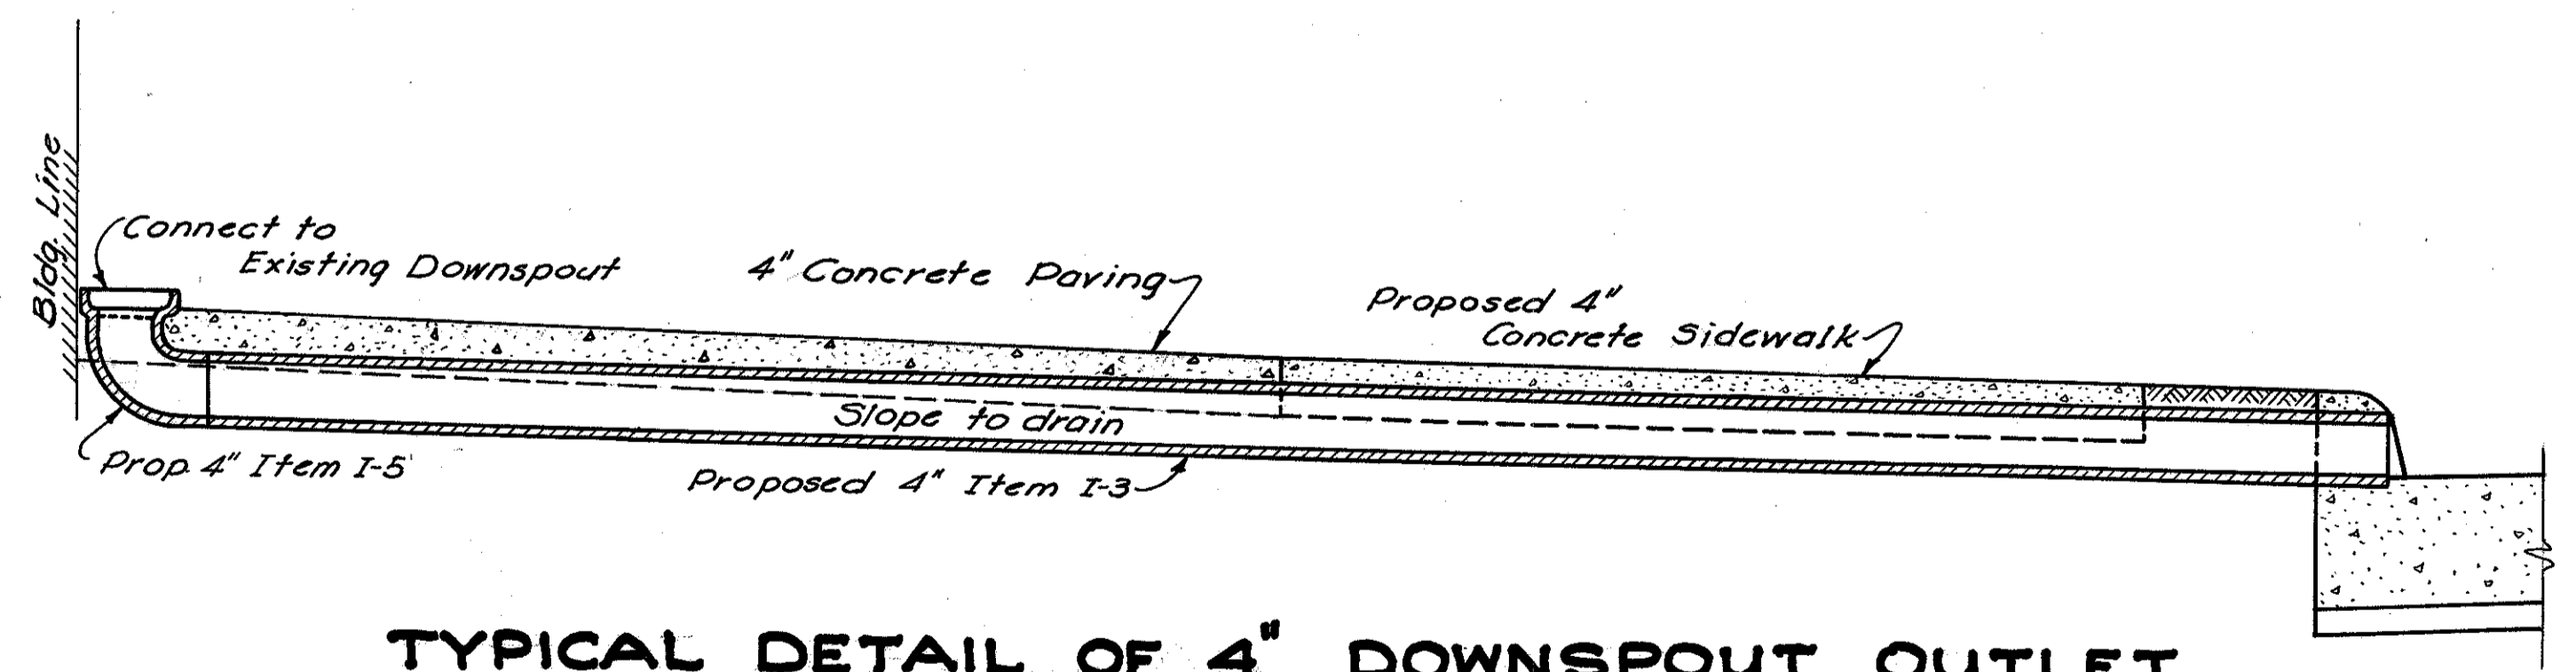 Bldg. Line
Connect to
Existing Downspout
4" Concrete Paving
Proposed 4"
Concrete Sidewalk
Slope to drain
Prop. 4" Item I-5
Proposed 4" Item I-3
TYPICAL DETAIL OF 4" DOWNSPOUT OUTLET